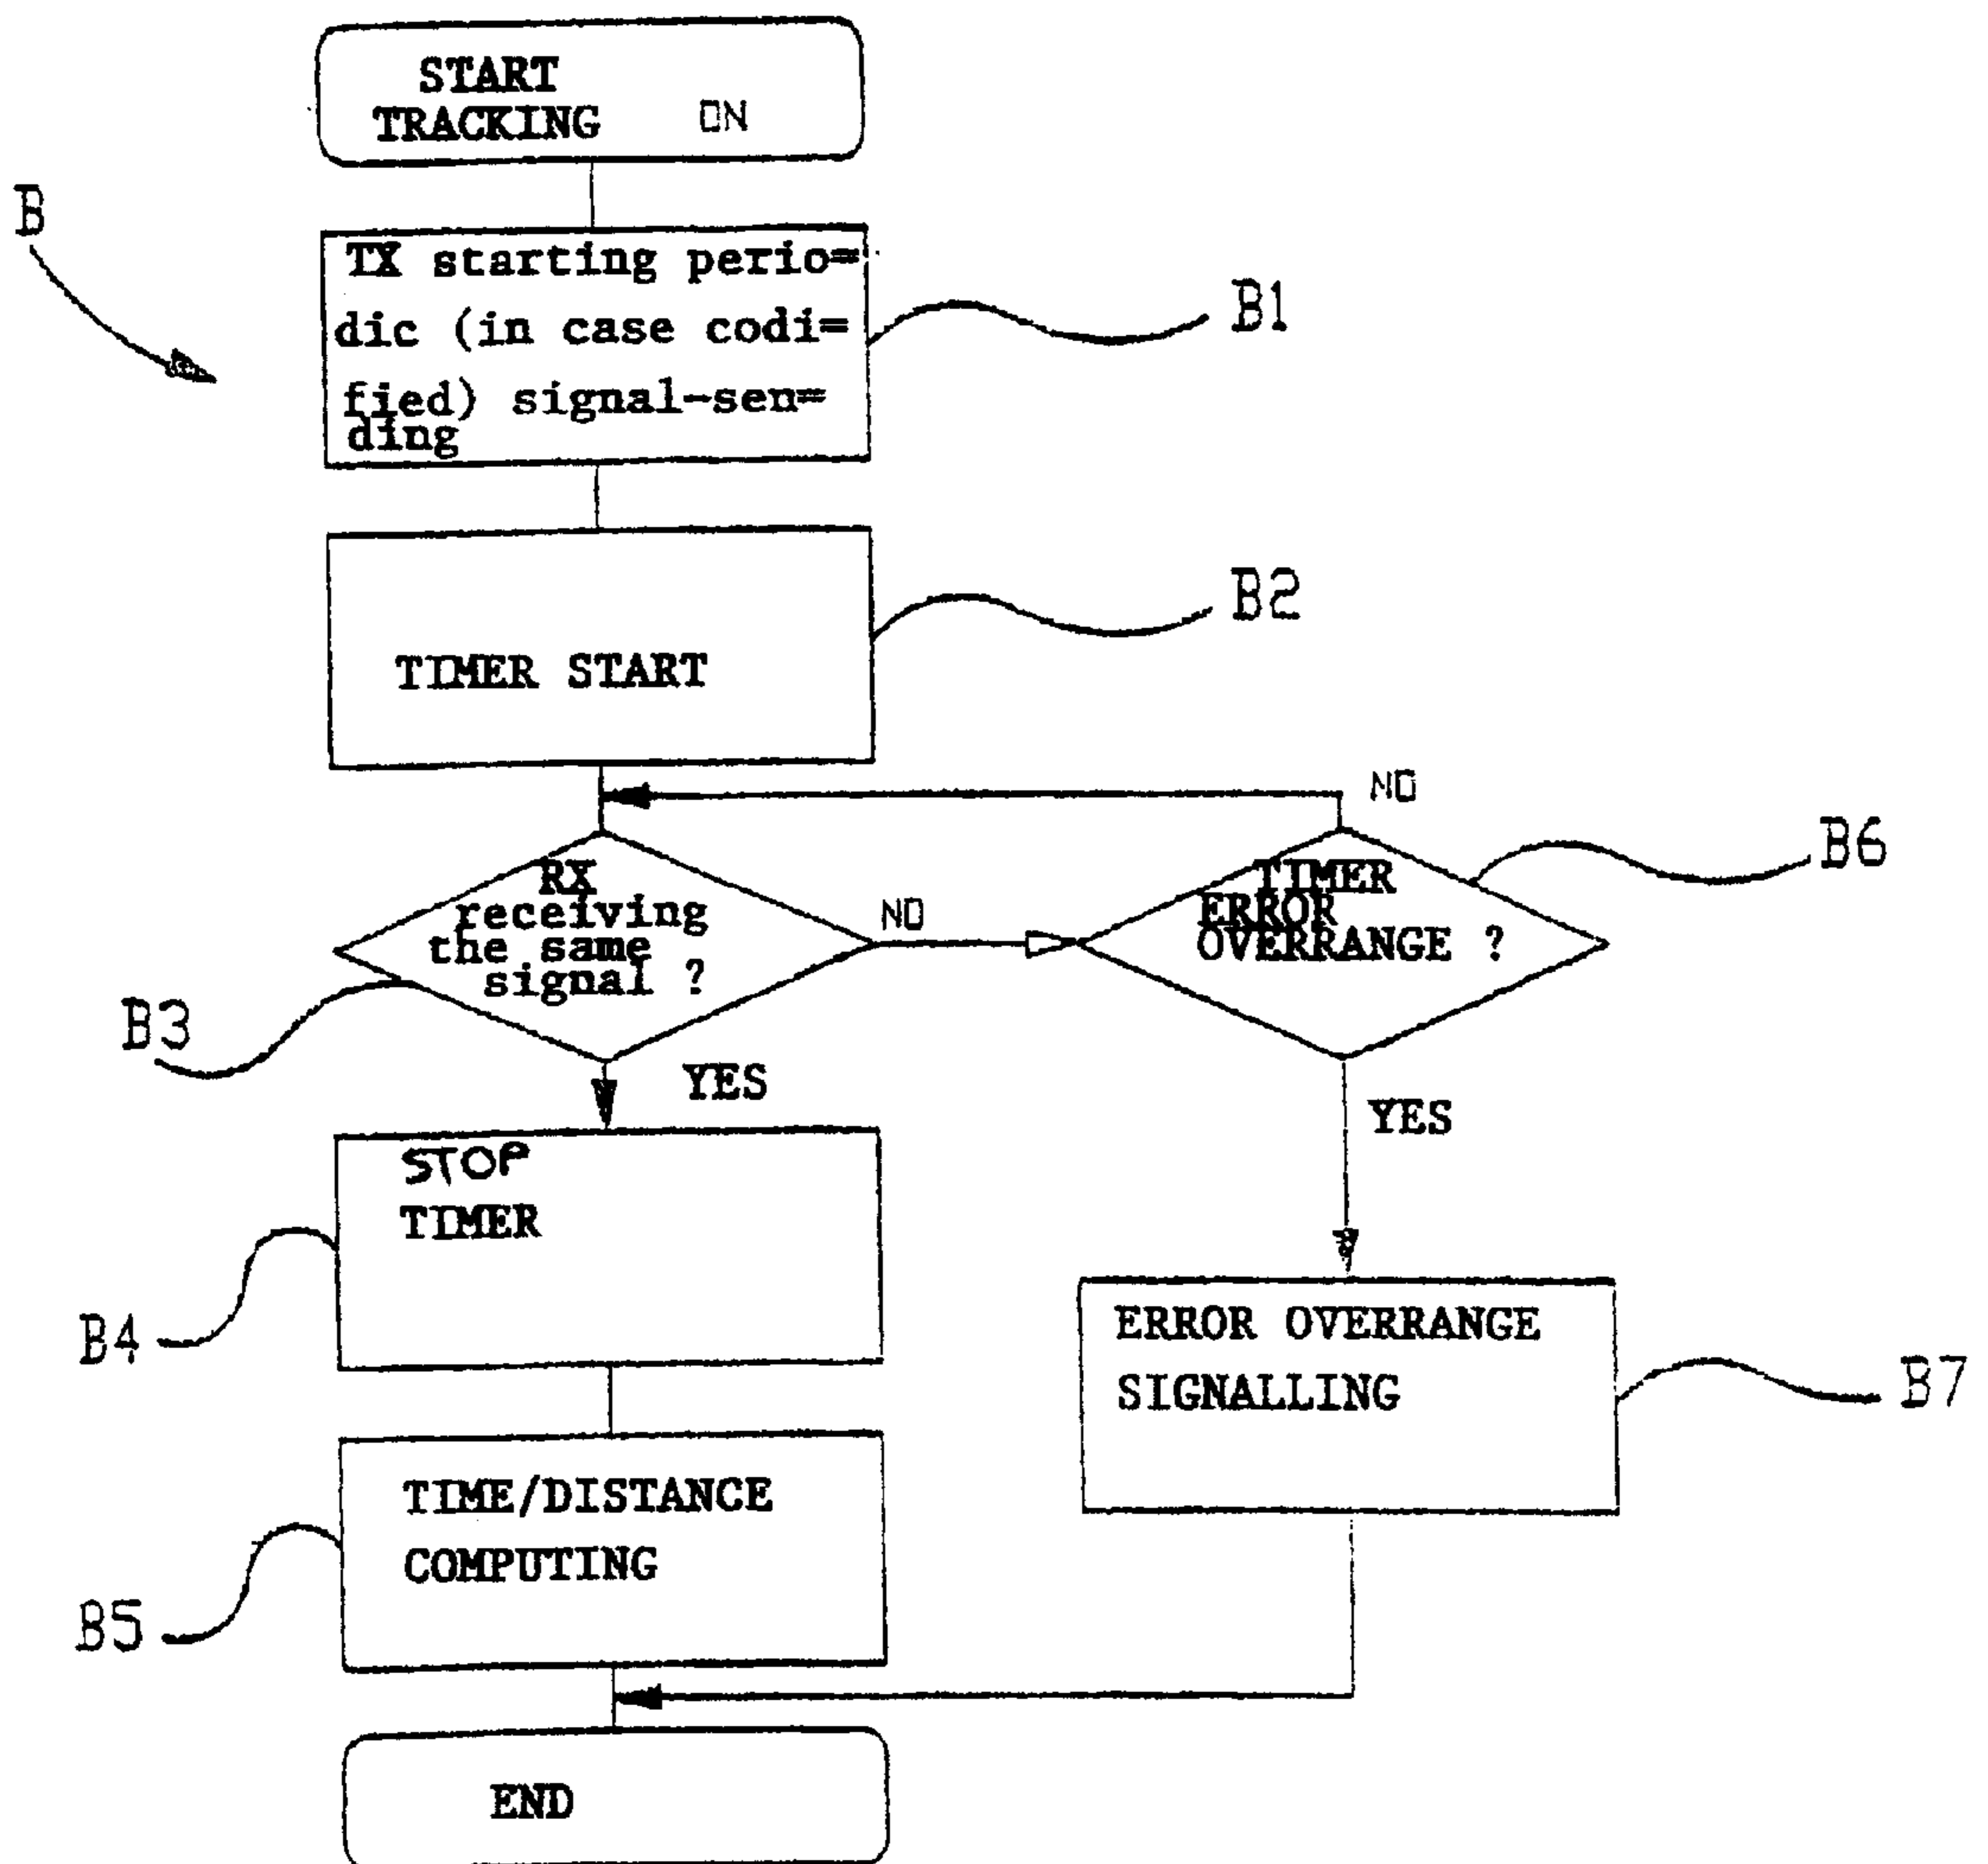 START
TRACKING ON
B
TX starting perio=
dic (in case codi=
fied) signal-sen=
ding
B1
TIMER START
B2
NO
RX
receiving
the same
signal ?
NO
TIMER
ERROR
OVERRANGE ?
B6
B3
YES
YES
STOP
TIMER
B4
ERROR OVERRANGE
SIGNALLING
B7
TIME/DISTANCE
COMPUTING
B5
END